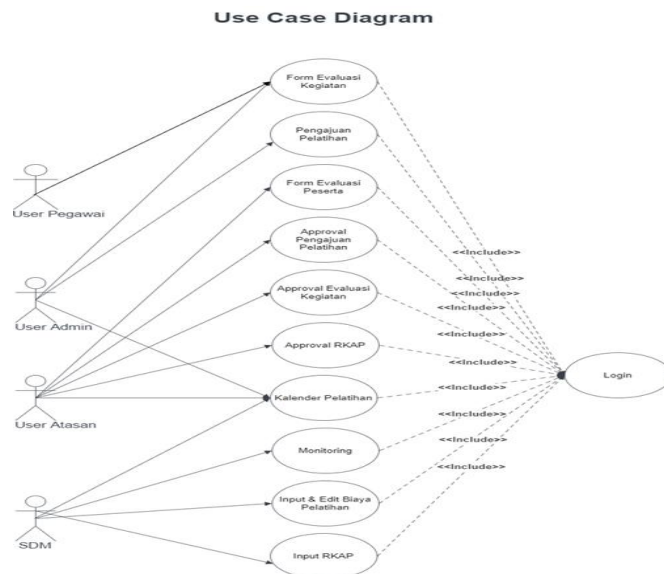 Use Case Diagram
Form Evaluasi
Kegiatan
Pengajuan
Pelatihan
User Pegawai
Form Evaluasi
Peserta
Approval
Pengajuan
Pelatihan
<<Include>>
<<Include>>
<<Include>>
<<Include>>
Approval Evaluasi
Kegiatan
User Admin
<<Include>>
Approval RKAP
<<Include>>
Login
<<Include>>
Kalender Pelatihan
User Atasan
<<Include>>
<<Include>>
Monitoring
<<Include>>
Input & Edit Biaya
Pelatihan
SDM
Input RKAP